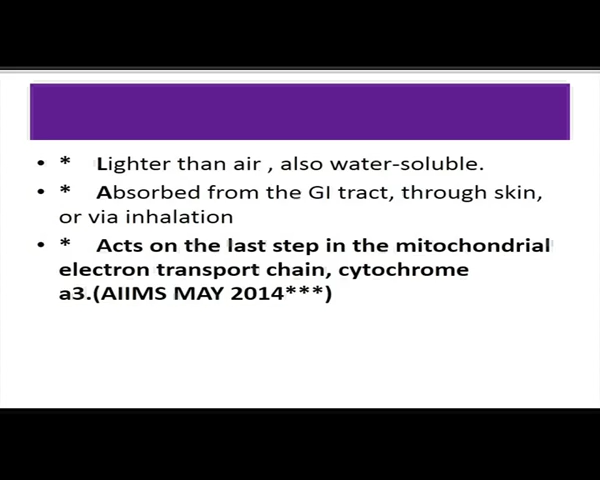 • * Lighter than air , also water-soluble.
• * Absorbed from the GI tract, through skin,
or via inhalation
• * Acts on the last step in the mitochondrial
electron transport chain, cytochrome
a3.(AIIMS MAY 2014***)